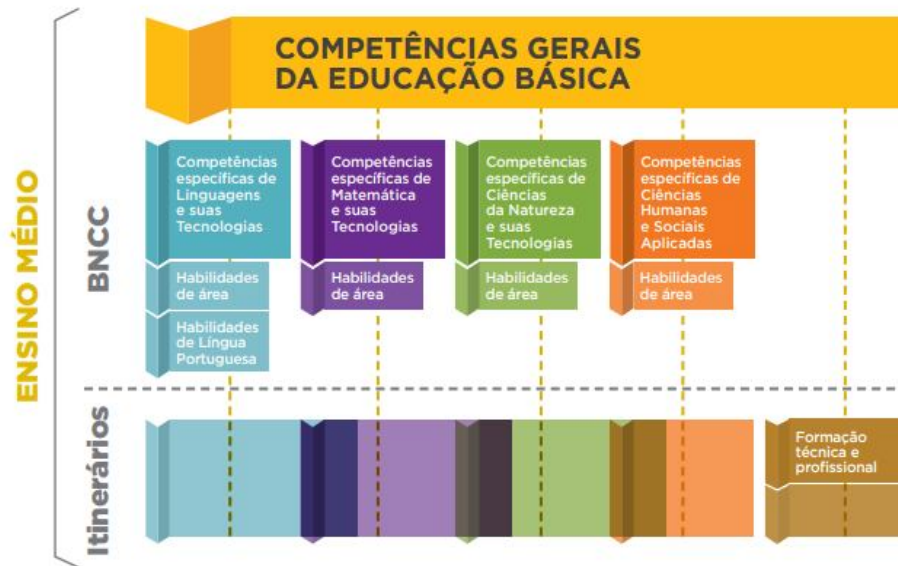 COMPETÊNCIAS GERAIS
DA EDUCAÇÃO BÁSICA
ENSINO MÉDIO
BNCC
Competências
específicas de
Linguagens
e suas
Tecnologias
Habilidades
de área
Habilidades
de Língua
Portuguesa
Competências
específicas de
Matemática
e suas
Tecnologias
Habilidades
de área
Competências
específicas de
Ciências
da Natureza
e suas
Tecnologias
Habilidades
de área
Competências
específicas de
Ciências
Humanas
e Sociais
Aplicadas
Habilidades
de área
Itinerários
Formação
técnica e
profissional